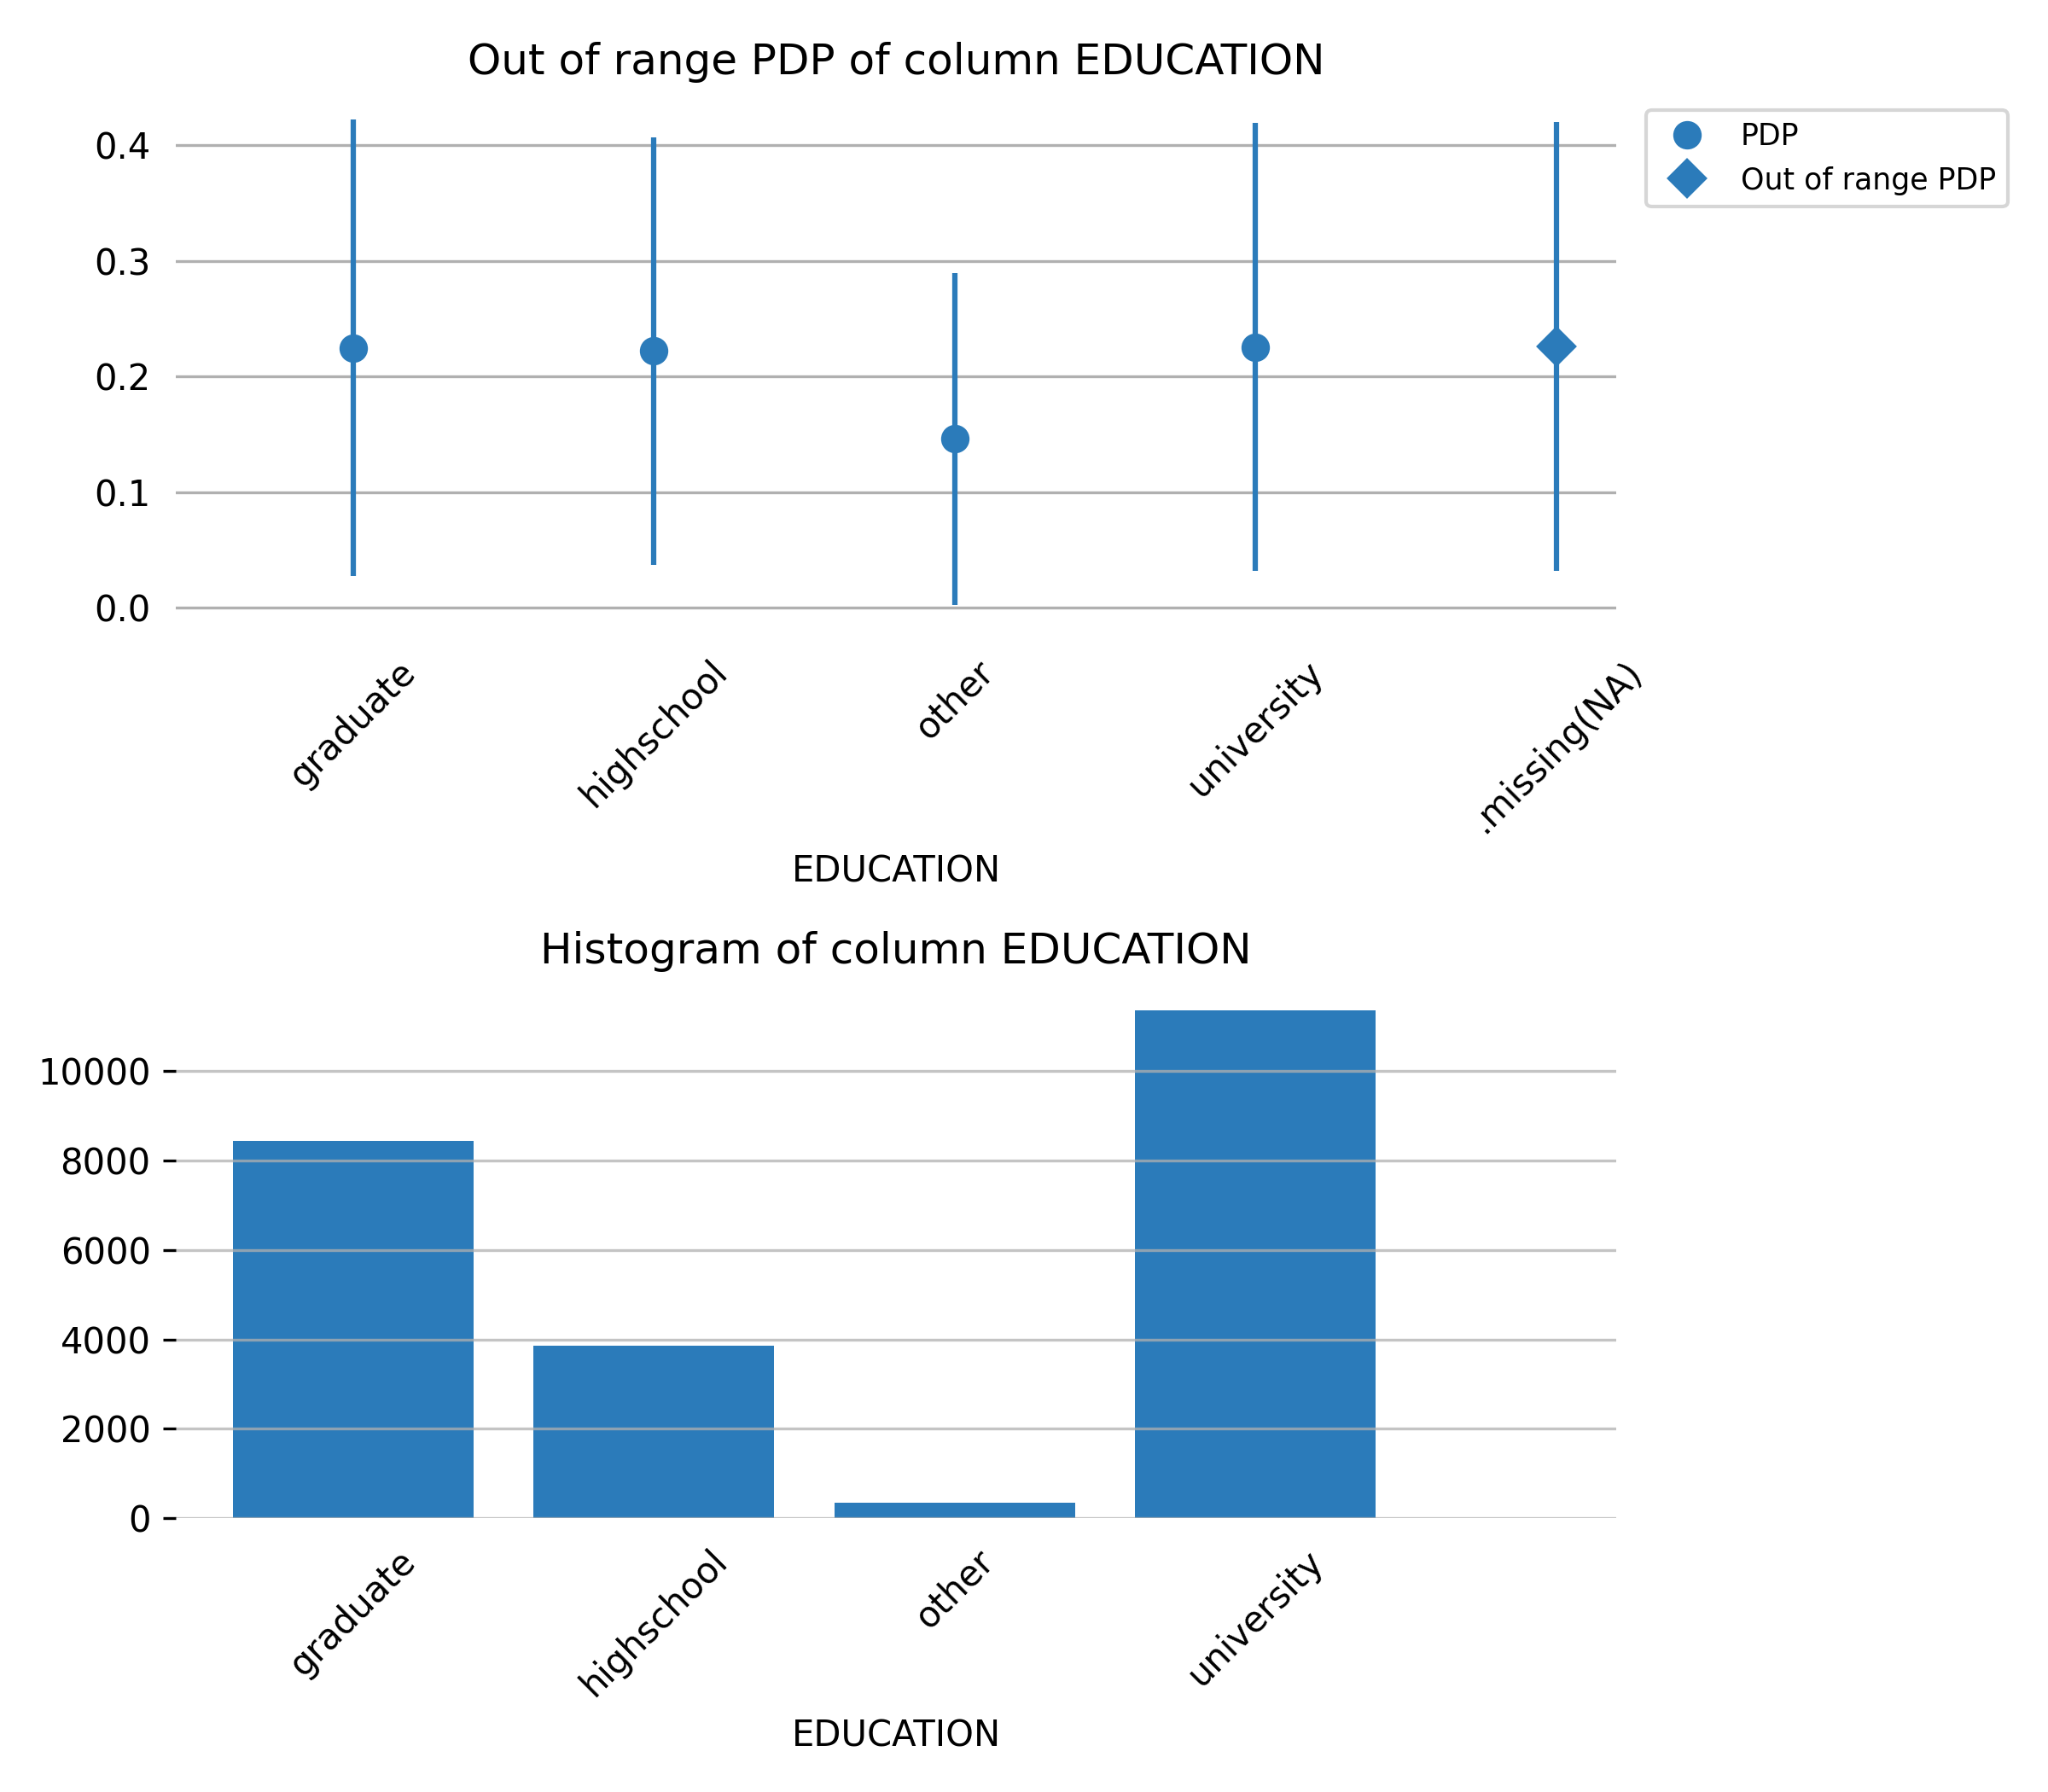 Out of range PDP of column EDUCATION
0.4
0.3
0.2
0.1
0.0
PDP
Out of range PDP
graduate
highschool
other
university
.missing(NA)
EDUCATION
Histogram of column EDUCATION
10000
8000
6000
4000
2000
0
graduate
highschool
other
university
EDUCATION